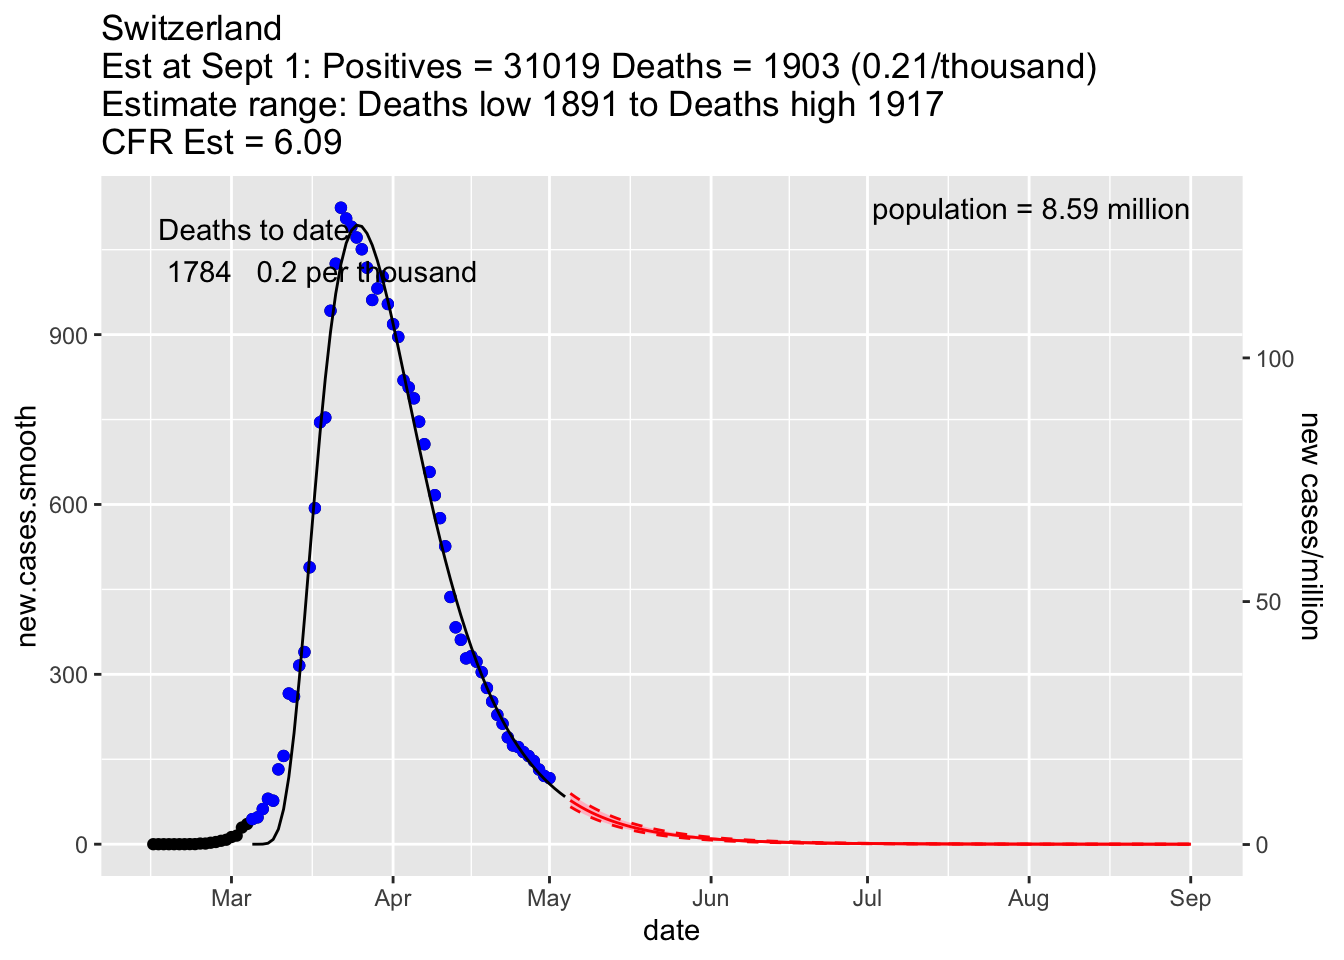 Switzerland
Est at Sept 1: Positives = 31019 Deaths = 1903 (0.21/thousand)
Estimate range: Deaths low 1891 to Deaths high 1917
CFR Est = 6.09
population = 8.59 million
Deaths to date
1784 0.2 per thousand
900
600
300
0
new.cases.smooth
100
50
0
new cases/million
Mar Apr May Jun Jul Aug Sep
date